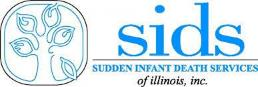 sids
SUDDEN INFANT DEATH SERVICES
of illinois, inc.